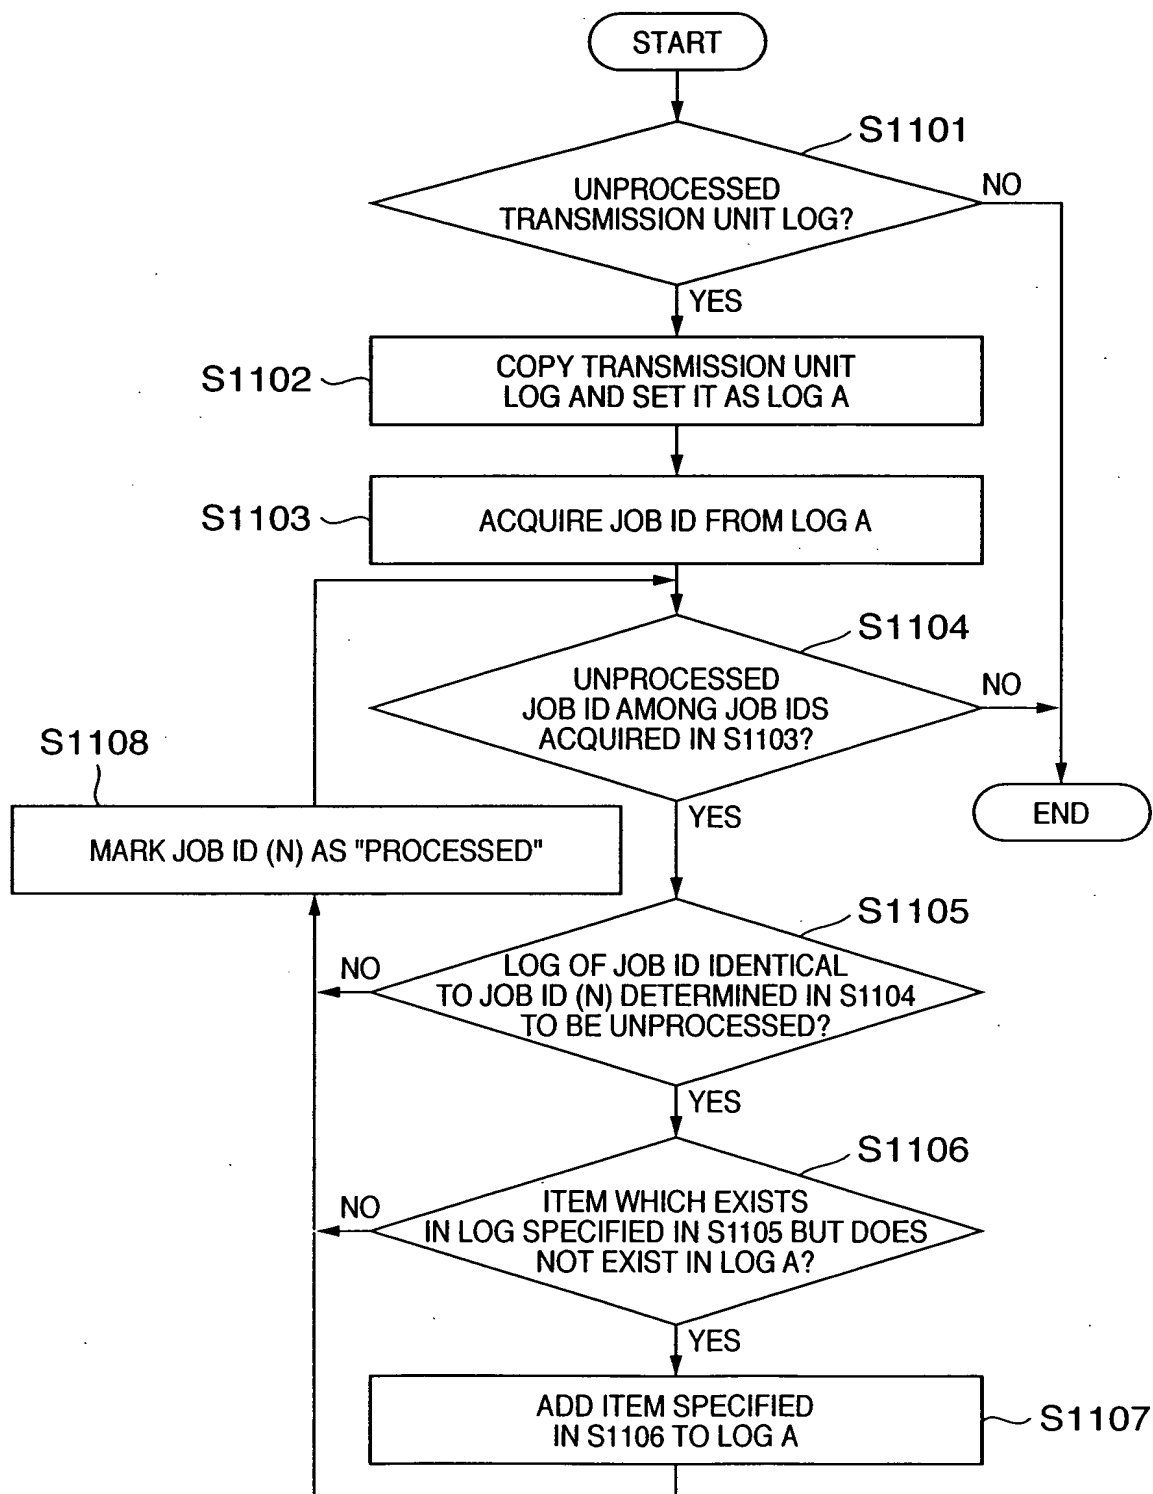 START
S1101
UNPROCESSED
TRANSMISSION UNIT LOG?
NO
YES
S1102
COPY TRANSMISSION UNIT
LOG AND SET IT AS LOG A
S1103
ACQUIRE JOB ID FROM LOG A
S1104
UNPROCESSED
JOB ID AMONG JOB IDS
ACQUIRED IN S1103?
NO
S1108
YES
END
MARK JOB ID (N) AS "PROCESSED"
S1105
NO
LOG OF JOB ID IDENTICAL
TO JOB ID (N) DETERMINED IN S1104
TO BE UNPROCESSED?
YES
S1106
NO
ITEM WHICH EXISTS
IN LOG SPECIFIED IN S1105 BUT DOES
NOT EXIST IN LOG A?
YES
ADD ITEM SPECIFIED
IN S1106 TO LOG A
S1107